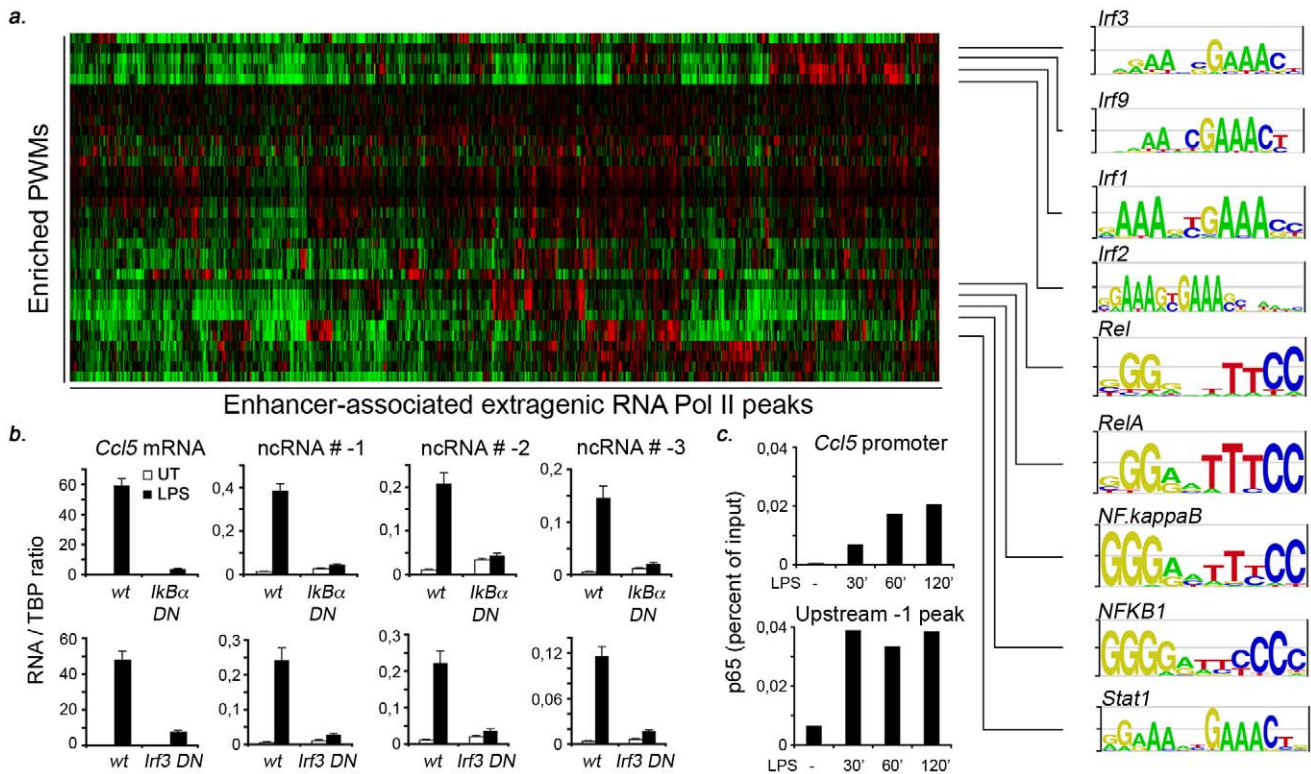 a.
Enriched PWMs
Enhancer-associated extragenic RNA Pol II peaks
Irf3
Irf9
Irf1
Irf2
Rel
RelA
NF.kappaB
NFKB1
Stat1
b.
Ccl5 mRNA
ncRNA # -1
ncRNA # -2
ncRNA # -3
UT
LPS
RNA / TBP ratio
60
40
20
0
wt IkBα DN
0,4
0,2
0
wt IkBα DN
0,2
0,1
0
wt IkBα DN
0,2
0,1
0
wt IkBα DN
60
40
20
0
wt Irf3 DN
0,3
0,2
0,1
0
wt Irf3 DN
0,3
0,2
0,1
0
wt Irf3 DN
0,12
0,06
0,06
0
wt Irf3 DN
c.
p65 (percent of input)
Ccl5 promoter
0,04
0,02
0
LPS - 30' 60' 120'
Upstream -1 peak
0,04
0,02
0
LPS - 30' 60' 120'